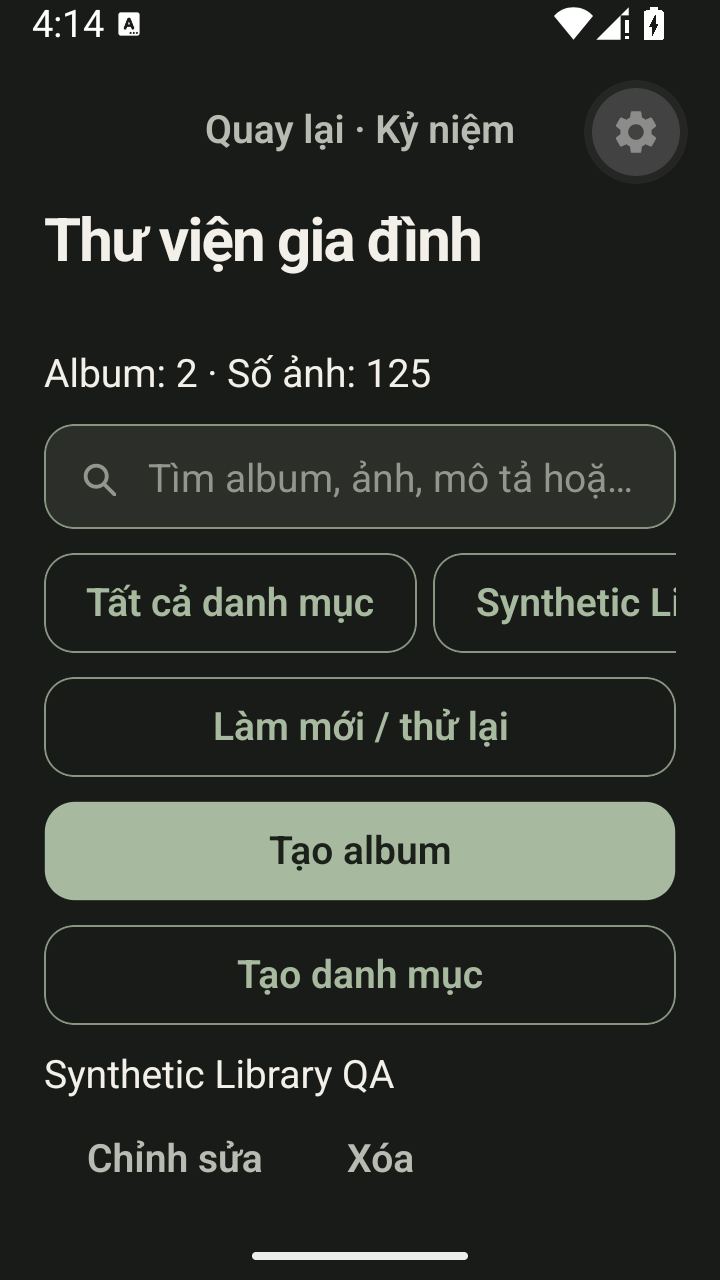 4:14
Quay lại · Kỷ niệm
Thư viện gia đình
Album: 2 · Số ảnh: 125
Tìm album, ảnh, mô tả hoặ…
Tất cả danh mục
Synthetic Li
Làm mới / thử lại
Tạo album
Tạo danh mục
Synthetic Library QA
Chỉnh sửa Xóa